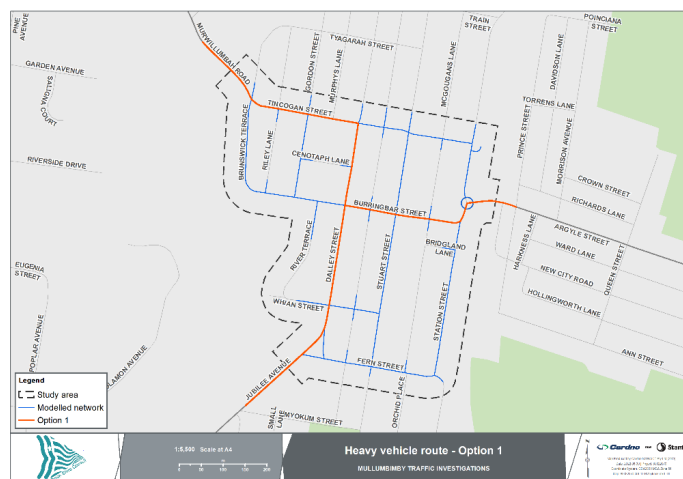 PINE
AVENUE
GARDEN AVENUE
SALIGNA COURT
RIVERSIDE DRIVE
EUGENIA
STREET
POPLAR AVENUE
MURWILLUMBAH ROAD
GORDON STREET
MURPHYS LANE
TYAGARAH STREET
TRAIN
STREET
MCGOUGANS LANE
POINCIANA
STREET
DAVIDSON LANE
TORRENS LANE
PRINCE STREET
MORRISON AVENUE
TINCOGAN STREET
BRUNSWICK TERRACE
RILEY LANE
CENOTAPH LANE
CROWN STREET
RICHARDS LANE
BURRINGBAR STREET
ARGYLE STREET
WARD LANE
HARKNESS LANE
QUEEN STREET
BRIDGLAND
LANE
NEW CITY ROAD
HOLLINGWORTH LANE
RIVER TERRACE
DALLEY STREET
STUART STREET
STATION STREET
WHIAN STREET
ANN STREET
FERN STREET
JUBILEE AVENUE
SMALL
LANE
MYOKUM STREET
ORCHID PLACE
Legend
Study area
Modelled network
Option 1
1:5,500 Scale at A4
Heavy vehicle route - Option 1
MULLUMBIMBY TRAFFIC INVESTIGATIONS
Cardno